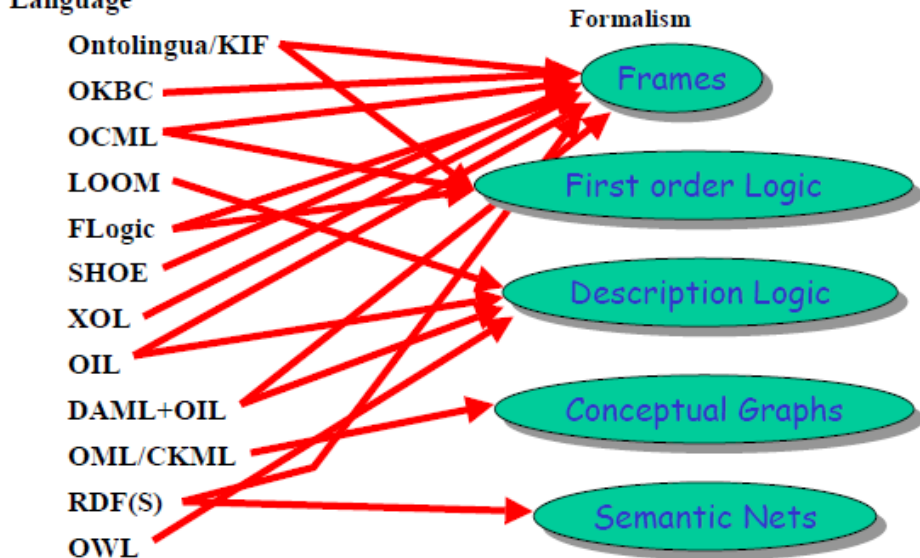 Language
Formalism
Ontolingua/KIF
OKBC
OCML
LOOM
FLogic
SHOE
XOL
OIL
DAML+OIL
OML/CKML
RDF(S)
OWL
Frames
First order Logic
Description Logic
Conceptual Graphs
Semantic Nets